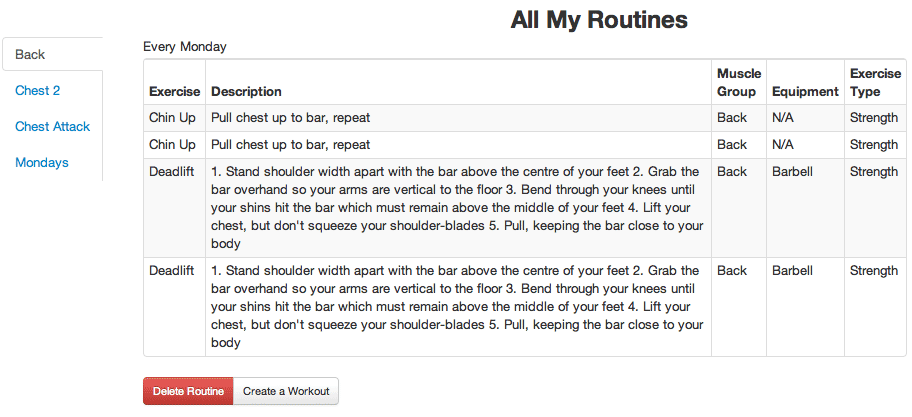 All My Routines
Back
Chest 2
Chest Attack
Mondays
Every Monday
Exercise Description Muscle Group Equipment Exercise Type
Chin Up Pull chest up to bar, repeat Back N/A Strength
Chin Up Pull chest up to bar, repeat Back N/A Strength
Deadlift 1. Stand shoulder width apart with the bar above the centre of your feet 2. Grab the Back Barbell Strength
bar overhand so your arms are vertical to the floor 3. Bend through your knees until
your shins hit the bar which must remain above the middle of your feet 4. Lift your
chest, but don't squeeze your shoulder-blades 5. Pull, keeping the bar close to your
body
Deadlift 1. Stand shoulder width apart with the bar above the centre of your feet 2. Grab the Back Barbell Strength
bar overhand so your arms are vertical to the floor 3. Bend through your knees until
your shins hit the bar which must remain above the middle of your feet 4. Lift your
chest, but don't squeeze your shoulder-blades 5. Pull, keeping the bar close to your
body
Delete Routine Create a Workout